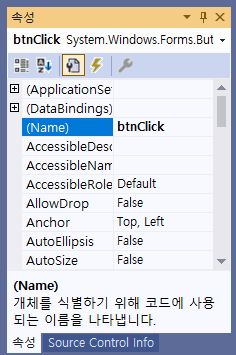 속성
btnClick System.Windows.Forms.But
(ApplicationSet
(DataBindings)
(Name) btnClick
AccessibleDesc
AccessibleNam
AccessibleRole Default
AllowDrop False
Anchor Top, Left
AutoEllipsis False
AutoSize False
(Name)
개체를 식별하기 위해 코드에 사용
되는 이름을 나타냅니다.
속성 Source Control Info